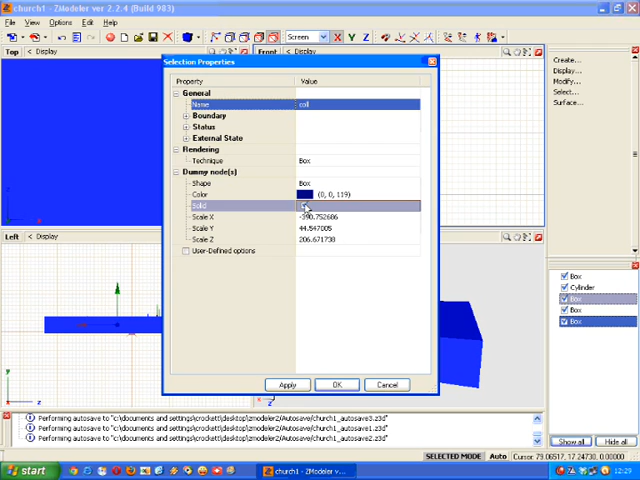 church1 - ZModeler ver 2.2.4 (Build 983)
File View Options Help
Screen X Y Z
Top < Display
Front < Display
Create...
Display...
Modify...
Select...
Surface...
Selection Properties
Property Value
General
Name coll
Boundary
Status
External State
Rendering
Technique Box
Dummy node(s)
Shape Box
Color (0, 0, 119)
Solid
Scale X -390.752686
Scale Y 44.547005
Scale Z 206.671738
User-Defined options
Apply OK Cancel
Left < Display
Box
Cylinder
Box
Box
Box
Show all Hide all
Performing autosave to "c:\documents and settings\crockatt\desktop\zmodeler2/Autosave/church1_autosave3.z3d"
Performing autosave to "c:\documents and settings\crockatt\desktop\zmodeler2/Autosave/church1_autosave1.z3d"
Performing autosave to "c:\documents and settings\crockatt\desktop\zmodeler2/Autosave/church1_autosave2.z3d"
SELECTED MODE Auto Cursor: 79.06517, 17.24730, 0.00000
start church1 - ZModeler v... 12:29